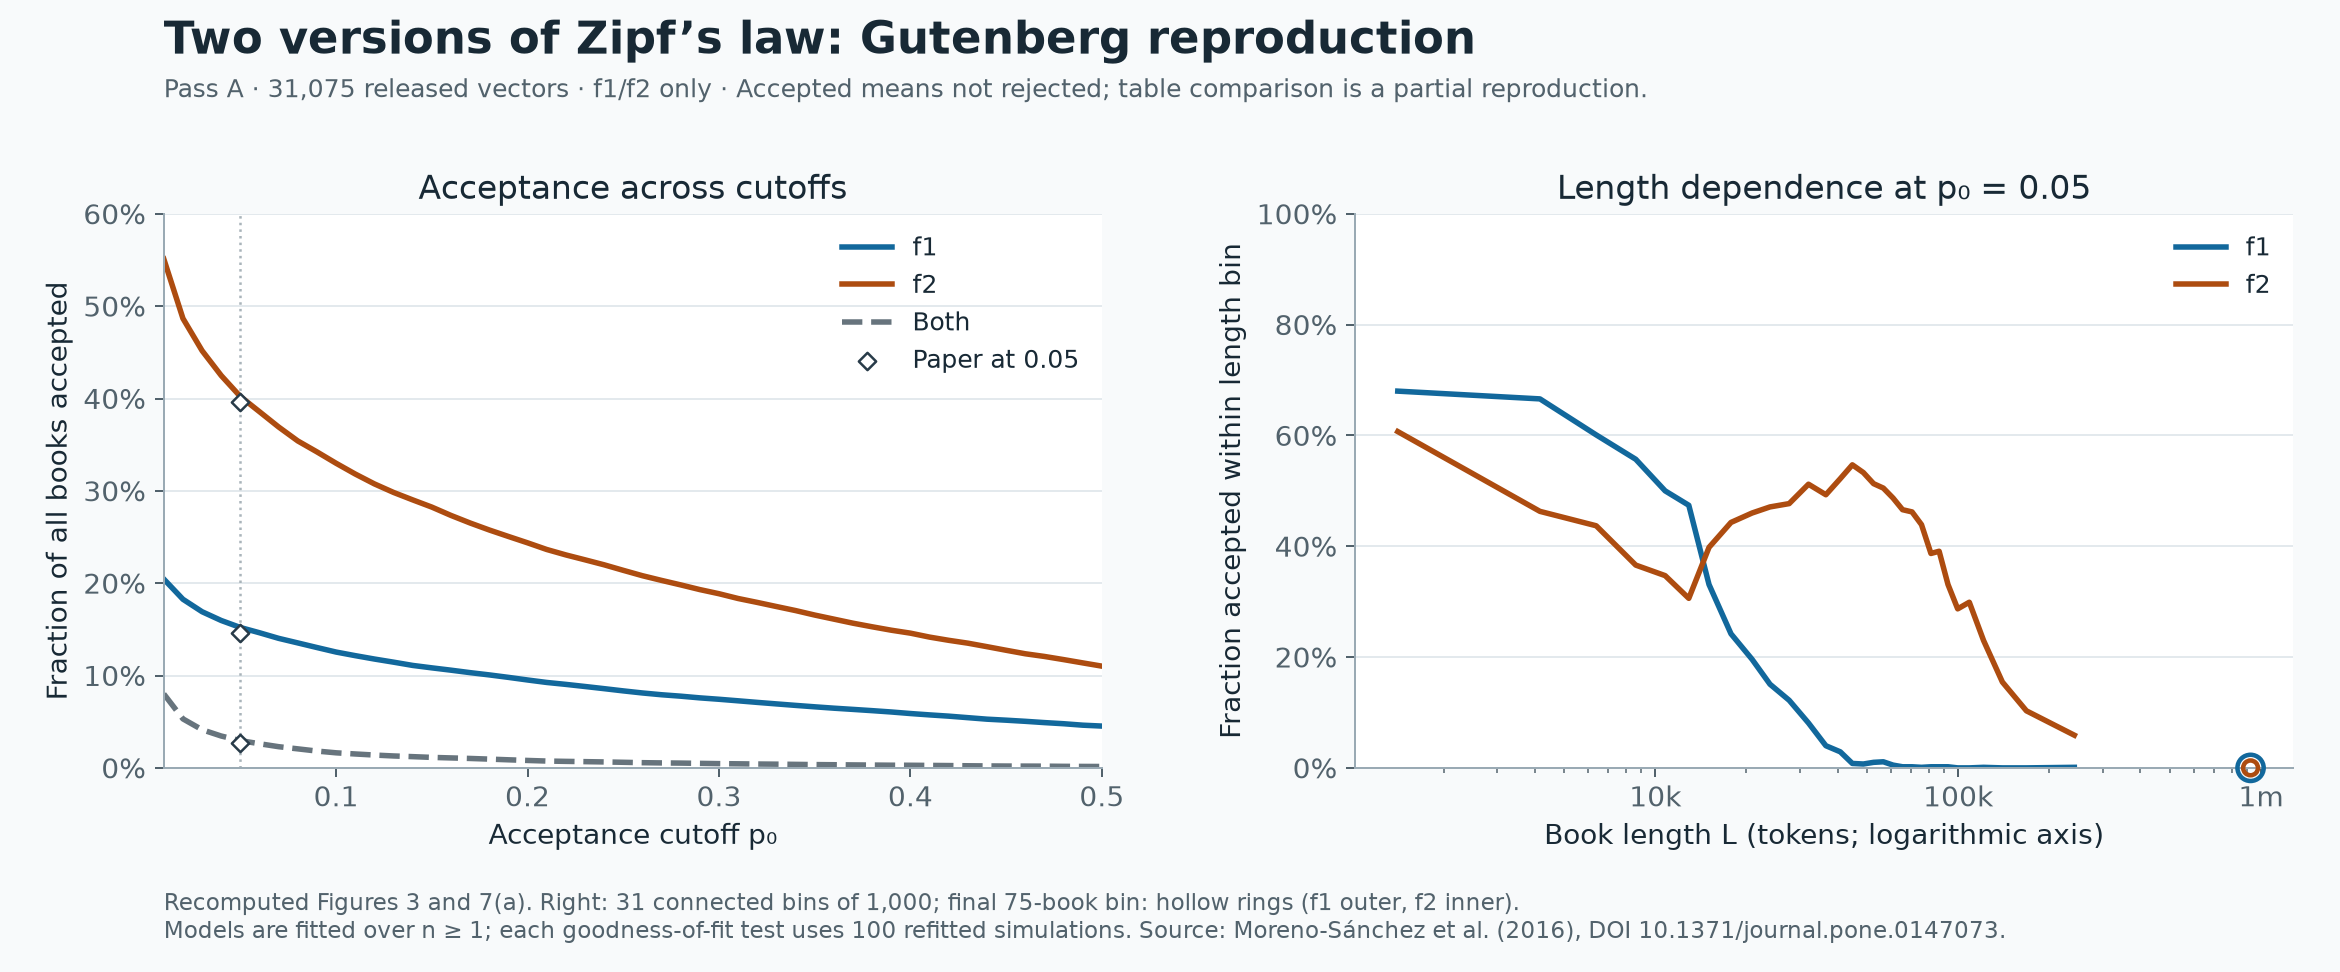 Two versions of Zipf’s law: Gutenberg reproduction
Pass A · 31,075 released vectors · f1/f2 only · Accepted means not rejected; table comparison is a partial reproduction.
Acceptance across cutoffs
Fraction of all books accepted
60%
50%
40%
30%
20%
10%
0%
f1
f2
Both
Paper at 0.05
0.1
0.2
0.3
0.4
0.5
Acceptance cutoff p₀
Length dependence at p₀ = 0.05
Fraction accepted within length bin
100%
80%
60%
40%
20%
0%
f1
f2
10k
100k
1m
Book length L (tokens; logarithmic axis)
Recomputed Figures 3 and 7(a). Right: 31 connected bins of 1,000; final 75-book bin: hollow rings (f1 outer, f2 inner).
Models are fitted over n ≥ 1; each goodness-of-fit test uses 100 refitted simulations. Source: Moreno-Sánchez et al. (2016), DOI 10.1371/journal.pone.0147073.